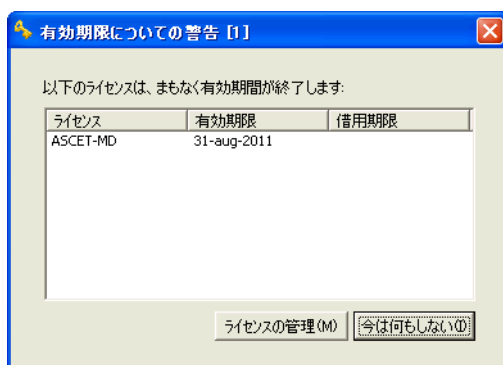 有効期限についての警告 [1]
以下のライセンスは、まもなく有効期間が終了します:
ライセンス 有効期限 借用期限
ASCET-MD 31-aug-2011
ライセンスの管理(M) 今は何もしない(I)